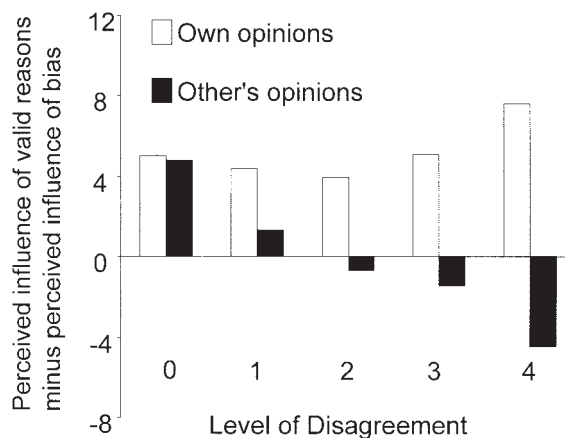 Perceived influence of valid reasons
minus perceived influence of bias
12
8
4
0
-4
-8
Own opinions
Other's opinions
0 1 2 3 4
Level of Disagreement